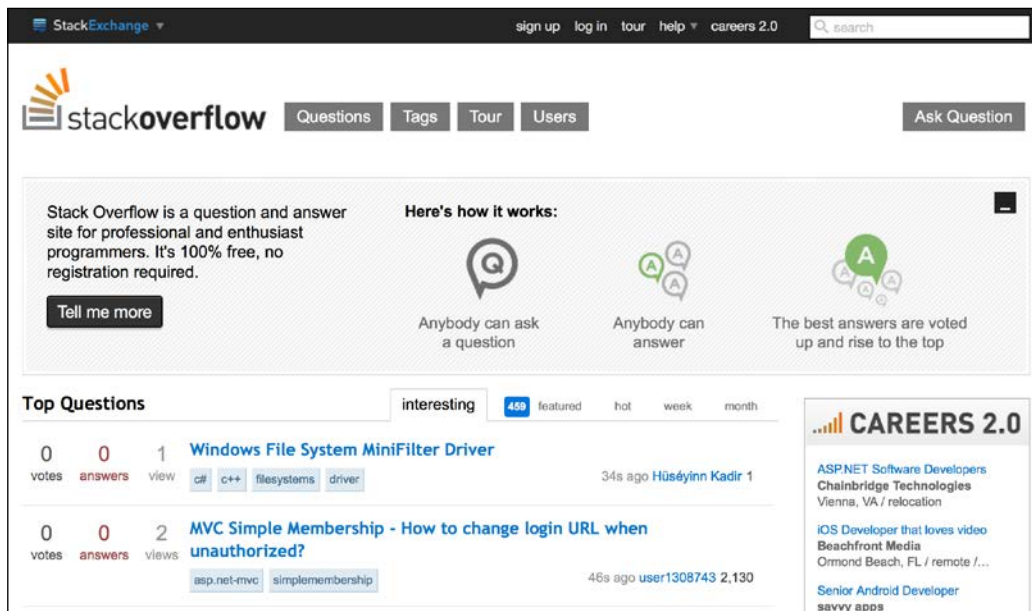 StackExchange
sign up log in tour help careers 2.0
search
stackoverflow
Questions Tags Tour Users
Ask Question
Stack Overflow is a question and answer
site for professional and enthusiast
programmers. It's 100% free, no
registration required.
Tell me more
Here's how it works:
Q
Anybody can ask
a question
A
A
A
Anybody can
answer
A
A
A
A
Q
The best answers are voted
up and rise to the top
Top Questions
interesting 459 featured hot week month
0 0 1
votes answers view
Windows File System MiniFilter Driver
c# c++ filesystems driver
34s ago Hüséyinn Kadir 1
0 0 2
votes answers views
MVC Simple Membership - How to change login URL when
unauthorized?
asp.net-mvc simplemembership
46s ago user1308743 2,130
CAREERS 2.0
ASP.NET Software Developers
Chainbridge Technologies
Vienna, VA / relocation
iOS Developer that loves video
Beachfront Media
Ormond Beach, FL / remote /...
Senior Android Developer
savvy apps